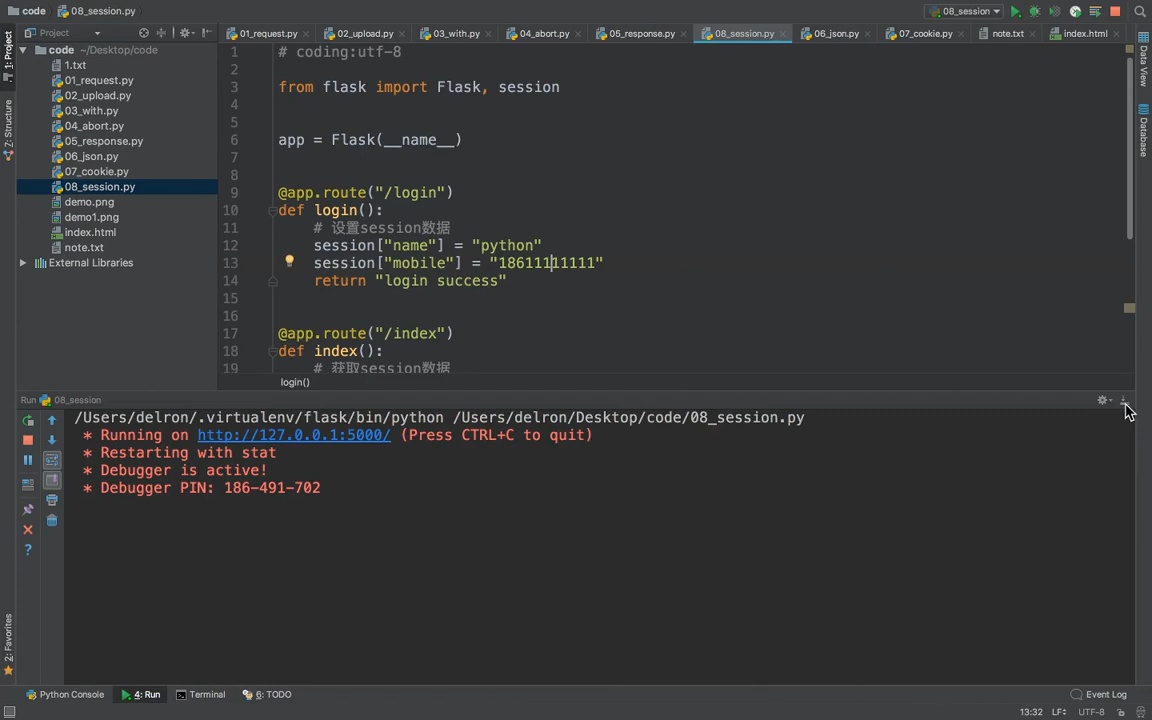 code 08_session.py
08_session
1: Project
Project
01_request.py 02_upload.py 03_with.py 04_abort.py 05_response.py 08_session.py 06_json.py 07_cookie.py note.txt index.html
code ~/Desktop/code
1.txt
01_request.py
02_upload.py
03_with.py
04_abort.py
05_response.py
06_json.py
07_cookie.py
08_session.py
demo.png
demo1.png
index.html
note.txt
External Libraries
Z: Structure
2: Favorites
1 # coding:utf-8
2
3 from flask import Flask, session
4
5
6 app = Flask(__name__)
7
8
9 @app.route("/login")
10 def login():
11 # 设置session数据
12 session["name"] = "python"
13 session["mobile"] = "18611111111"
14 return "login success"
15
16
17 @app.route("/index")
18 def index():
19 # 获取session数据
login()
Data View
Database
Run 08_session
/Users/delron/.virtualenv/flask/bin/python /Users/delron/Desktop/code/08_session.py
* Running on http://127.0.0.1:5000/ (Press CTRL+C to quit)
* Restarting with stat
* Debugger is active!
* Debugger PIN: 186-491-702
Python Console 4: Run Terminal 6: TODO Event Log
13:32 LF÷ UTF-8